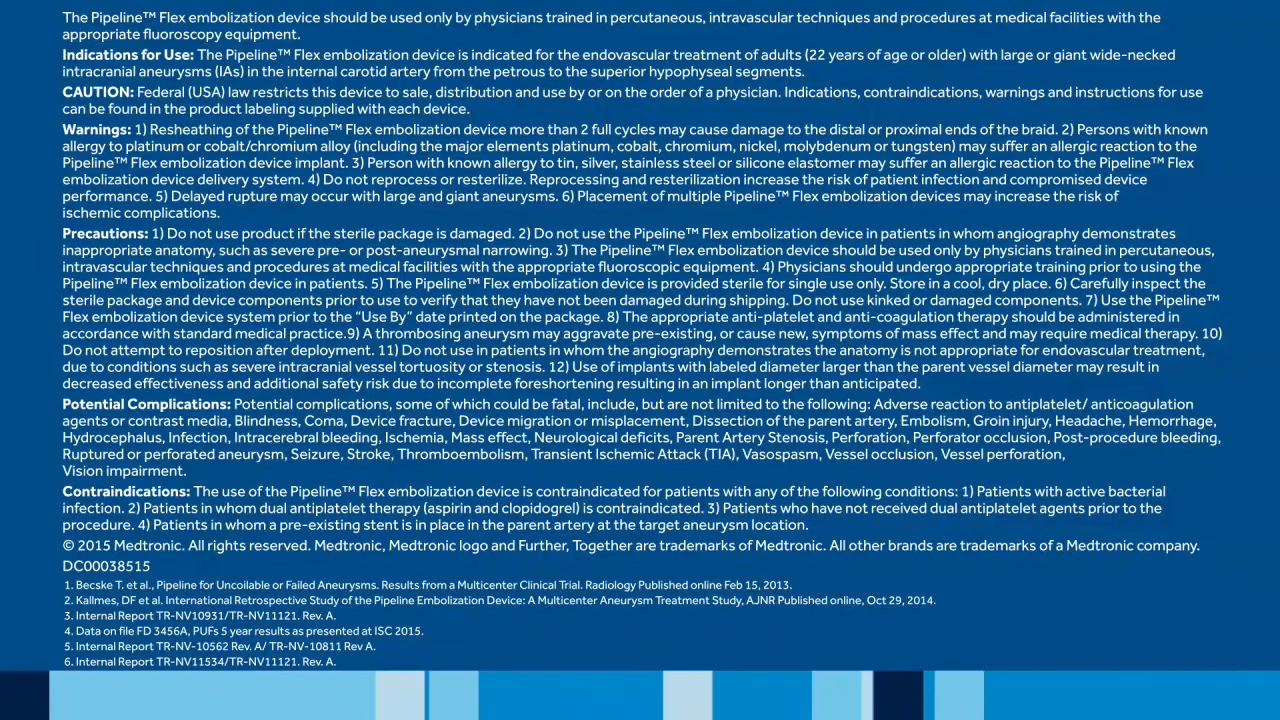 The Pipeline™ Flex embolization device should be used only by physicians trained in percutaneous, intravascular techniques and procedures at medical facilities with the
appropriate fluoroscopy equipment.
Indications for Use: The Pipeline™ Flex embolization device is indicated for the endovascular treatment of adults (22 years of age or older) with large or giant wide-necked
intracranial aneurysms (IAs) in the internal carotid artery from the petrous to the superior hypophyseal segments.
CAUTION: Federal (USA) law restricts this device to sale, distribution and use by or on the order of a physician. Indications, contraindications, warnings and instructions for use
can be found in the product labeling supplied with each device.
Warnings: 1) Resheathing of the Pipeline™ Flex embolization device more than 2 full cycles may cause damage to the distal or proximal ends of the braid. 2) Persons with known
allergy to platinum or cobalt/chromium alloy (including the major elements platinum, cobalt, chromium, nickel, molybdenum or tungsten) may suffer an allergic reaction to the
Pipeline™ Flex embolization device implant. 3) Person with known allergy to tin, silver, stainless steel or silicone elastomer may suffer an allergic reaction to the Pipeline™ Flex
embolization device delivery system. 4) Do not reprocess or resterilize. Reprocessing and resterilization increase the risk of patient infection and compromised device
performance. 5) Delayed rupture may occur with large and giant aneurysms. 6) Placement of multiple Pipeline™ Flex embolization devices may increase the risk of
ischemic complications.
Precautions: 1) Do not use product if the sterile package is damaged. 2) Do not use the Pipeline™ Flex embolization device in patients in whom angiography demonstrates
inappropriate anatomy, such as severe pre- or post-aneurysmal narrowing. 3) The Pipeline™ Flex embolization device should be used only by physicians trained in percutaneous,
intravascular techniques and procedures at medical facilities with the appropriate fluoroscopic equipment. 4) Physicians should undergo appropriate training prior to using the
Pipeline™ Flex embolization device in patients. 5) The Pipeline™ Flex embolization device is provided sterile for single use only. Store in a cool, dry place. 6) Carefully inspect the
sterile package and device components prior to use to verify that they have not been damaged during shipping. Do not use kinked or damaged components. 7) Use the Pipeline™
Flex embolization device system prior to the “Use By” date printed on the package. 8) The appropriate anti-platelet and anti-coagulation therapy should be administered in
accordance with standard medical practice.9) A thrombosing aneurysm may aggravate pre-existing, or cause new, symptoms of mass effect and may require medical therapy. 10)
Do not attempt to reposition after deployment. 11) Do not use in patients in whom the angiography demonstrates the anatomy is not appropriate for endovascular treatment,
due to conditions such as severe intracranial vessel tortuosity or stenosis. 12) Use of implants with labeled diameter larger than the parent vessel diameter may result in
decreased effectiveness and additional safety risk due to incomplete foreshortening resulting in an implant longer than anticipated.
Potential Complications: Potential complications, some of which could be fatal, include, but are not limited to the following: Adverse reaction to antiplatelet/ anticoagulation
agents or contrast media, Blindness, Coma, Device fracture, Device migration or misplacement, Dissection of the parent artery, Embolism, Groin injury, Headache, Hemorrhage,
Hydrocephalus, Infection, Intracerebral bleeding, Ischemia, Mass effect, Neurological deficits, Parent Artery Stenosis, Perforation, Perforator occlusion, Post-procedure bleeding,
Ruptured or perforated aneurysm, Seizure, Stroke, Thromboembolism, Transient Ischemic Attack (TIA), Vasospasm, Vessel occlusion, Vessel perforation,
Vision impairment.
Contraindications: The use of the Pipeline™ Flex embolization device is contraindicated for patients with any of the following conditions: 1) Patients with active bacterial
infection. 2) Patients in whom dual antiplatelet therapy (aspirin and clopidogrel) is contraindicated. 3) Patients who have not received dual antiplatelet agents prior to the
procedure. 4) Patients in whom a pre-existing stent is in place in the parent artery at the target aneurysm location.
© 2015 Medtronic. All rights reserved. Medtronic, Medtronic logo and Further, Together are trademarks of Medtronic. All other brands are trademarks of a Medtronic company.
DC00038515
1. Becske T. et al., Pipeline for Uncoilable or Failed Aneurysms. Results from a Multicenter Clinical Trial. Radiology Published online Feb 15, 2013.
2. Kallmes, DF et al. International Retrospective Study of the Pipeline Embolization Device: A Multicenter Aneurysm Treatment Study, AJNR Published online, Oct 29, 2014.
3. Internal Report TR-NV10931/TR-NV11121. Rev. A.
4. Data on file FD 3456A, PUFs 5 year results as presented at ISC 2015.
5. Internal Report TR-NV-10562 Rev. A/ TR-NV-10811 Rev A.
6. Internal Report TR-NV11534/TR-NV11121. Rev. A.